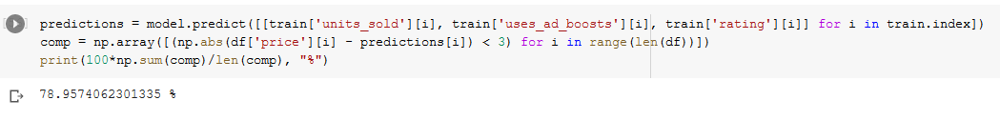 predictions = model.predict([[train['units_sold'][i], train['uses_ad_boosts'][i], train['rating'][i]] for i in train.index])
comp = np.array([(np.abs(df['price'][i] - predictions[i]) < 3) for i in range(len(df))])
print(100*np.sum(comp)/len(comp), "%")
78.9574062301335 %